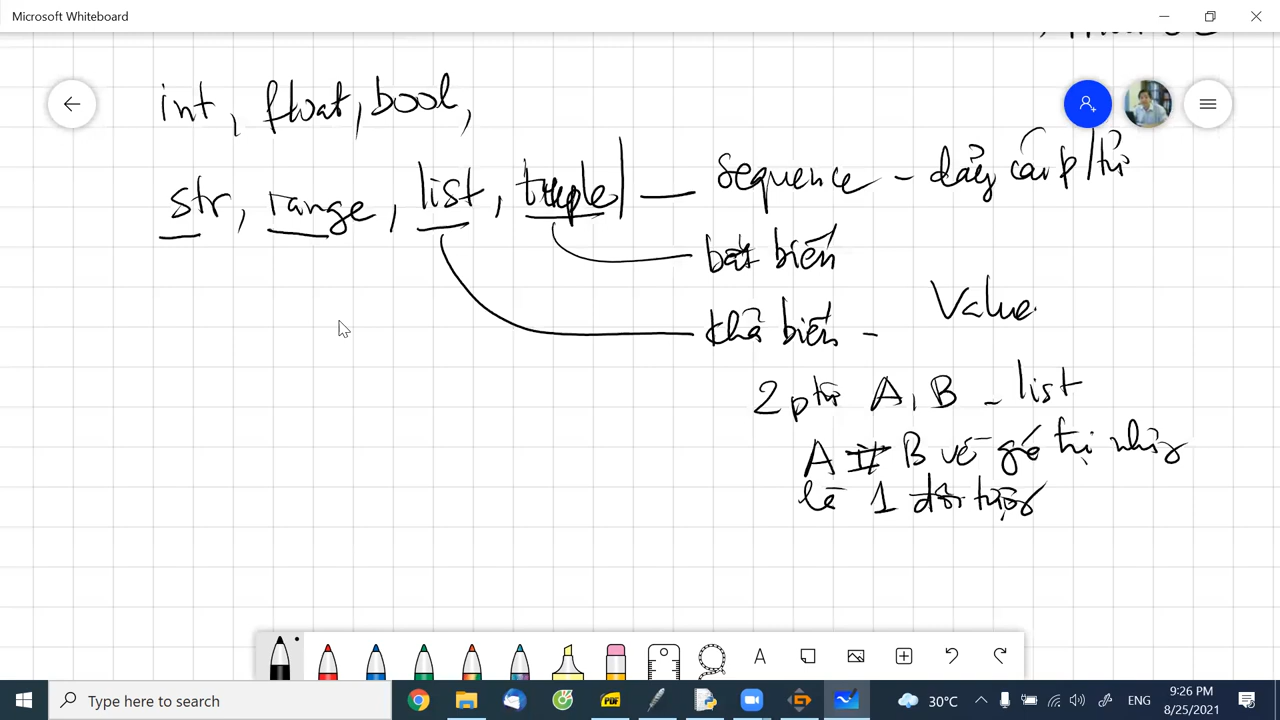 Microsoft Whiteboard
int, float, bool,
str, range, list, tuple — sequence - dãy các p/tử
bất biến
Value
khả biến -
2 ptử A, B - list
A ≠ B về giá trị nhưng
là 1 đối tượng
A
Type here to search
30°C
ENG
9:26 PM
8/25/2021